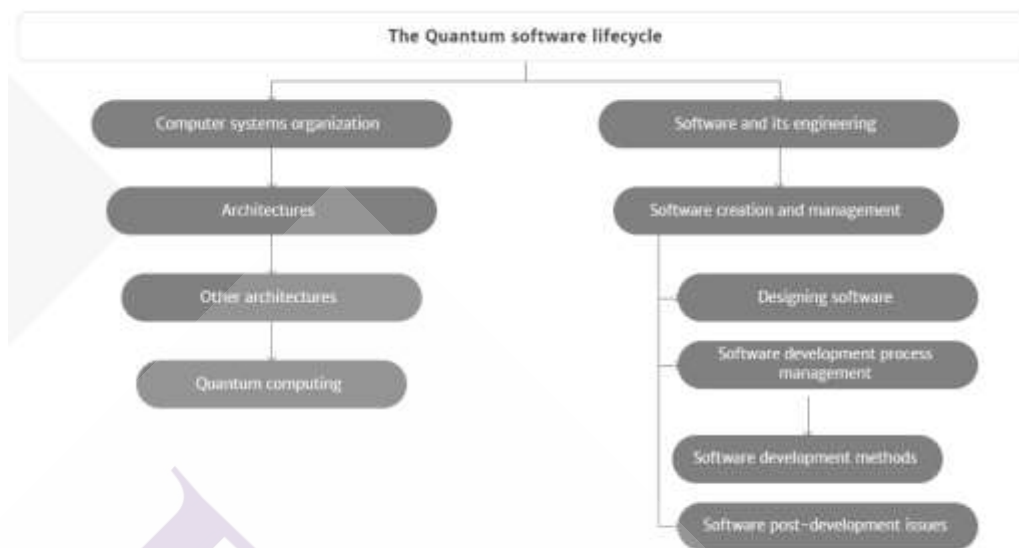 The Quantum software lifecycle
Computer systems organization
Architectures
Other architectures
Quantum computing
Software and its engineering
Software creation and management
Designing software
Software development process
management
Software development methods
Software post-development issues